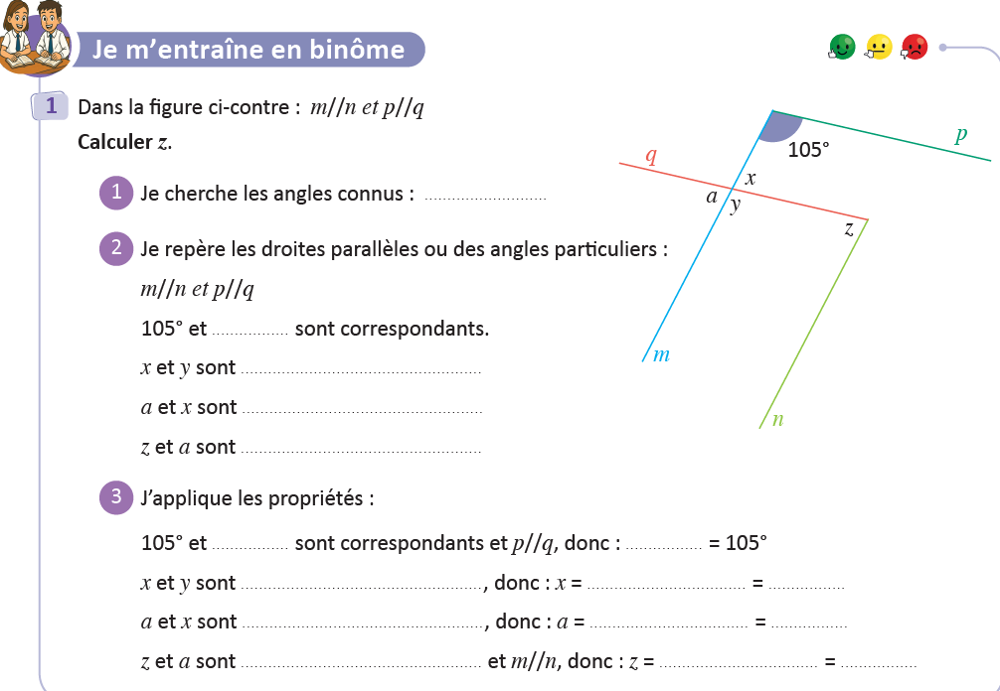 Je m’entraîne en binôme
1 Dans la figure ci-contre : m//n et p//q
Calculer z.
1 Je cherche les angles connus : ..........................
2 Je repère les droites parallèles ou des angles particuliers :
m//n et p//q
105° et ................. sont correspondants.
x et y sont ...................................................
a et x sont ...................................................
z et a sont ...................................................
3 J’applique les propriétés :
105° et ................. sont correspondants et p//q, donc : ................. = 105°
x et y sont ..................................................., donc : x = .................................. = .................
a et x sont ..................................................., donc : a = .................................. = .................
z et a sont ................................................... et m//n, donc : z = .................................. = .................
p
105°
q
x
a
y
z
m
n